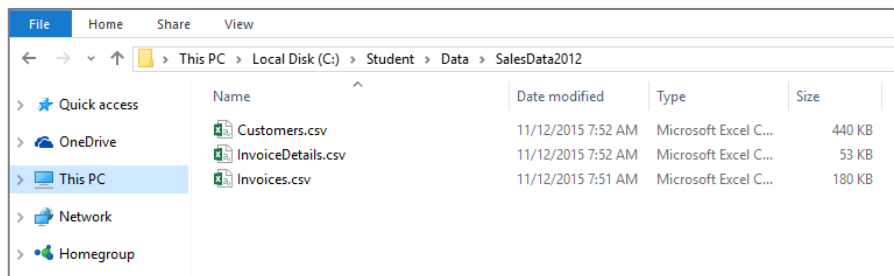 File Home Share View
This PC > Local Disk (C:) > Student > Data > SalesData2012
Quick access
OneDrive
This PC
Network
Homegroup
Name Date modified Type Size
Customers.csv 11/12/2015 7:52 AM Microsoft Excel C... 440 KB
InvoiceDetails.csv 11/12/2015 7:52 AM Microsoft Excel C... 53 KB
Invoices.csv 11/12/2015 7:51 AM Microsoft Excel C... 180 KB